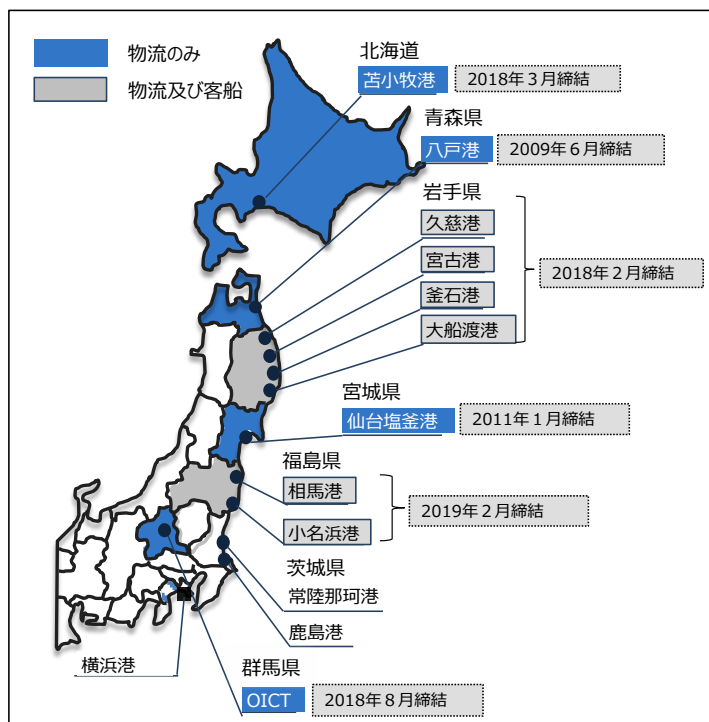 物流のみ
物流及び客船
北海道
苫小牧港
2018年３月締結
青森県
八戸港
2009年６月締結
岩手県
久慈港
宮古港
釜石港
大船渡港
2018年２月締結
宮城県
仙台塩釜港
2011年１月締結
福島県
相馬港
小名浜港
2019年２月締結
茨城県
常陸那珂港
鹿島港
横浜港
群馬県
OICT
2018年８月締結